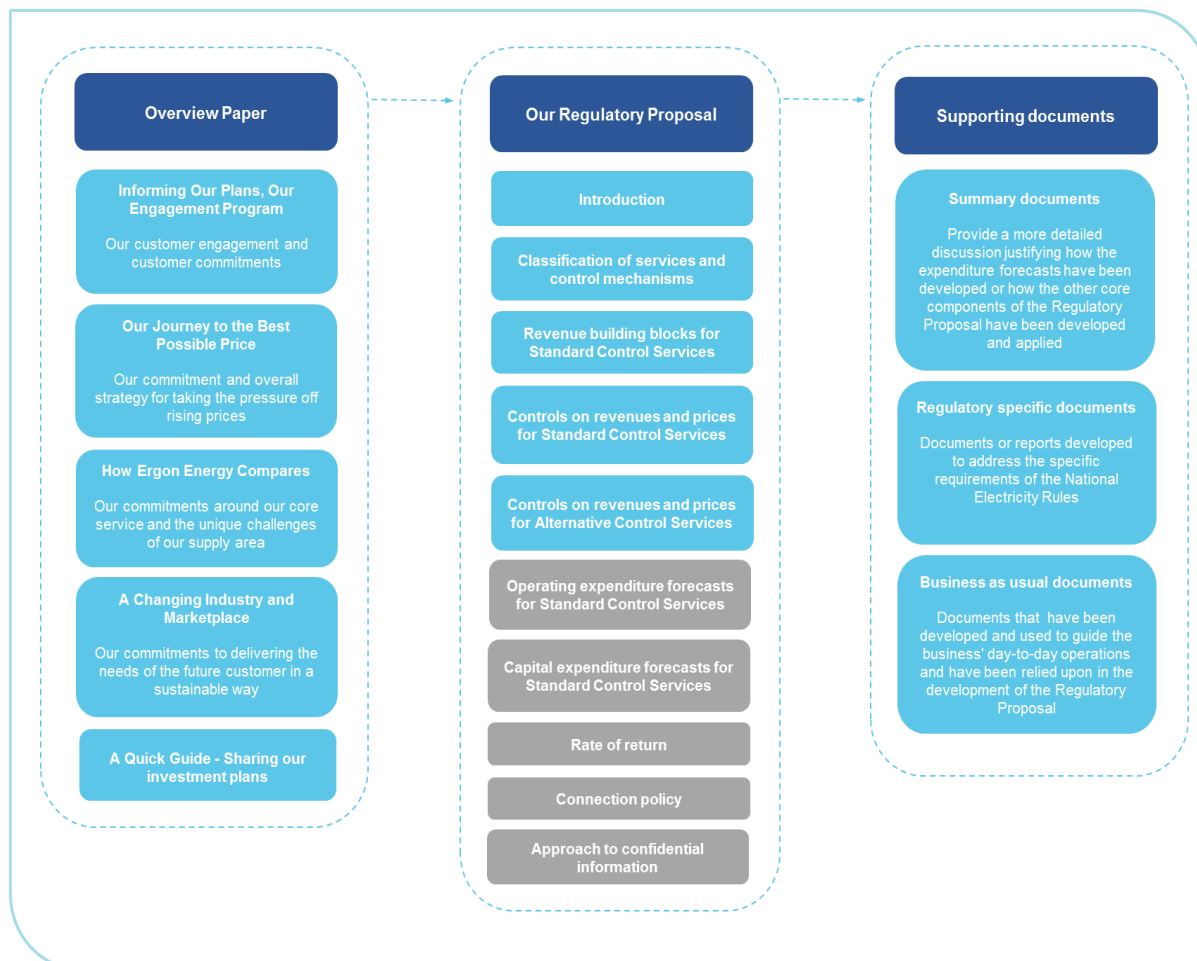 Overview Paper
Informing Our Plans, Our
Engagement Program
Our customer engagement and
customer commitments
Our Journey to the Best
Possible Price
Our commitment and overall
strategy for taking the pressure off
rising prices
How Ergon Energy Compares
Our commitments around our core
service and the unique challenges
of our supply area
A Changing Industry and
Marketplace
Our commitments to delivering the
needs of the future customer in a
sustainable way
A Quick Guide - Sharing our
investment plans
Our Regulatory Proposal
Introduction
Classification of services and
control mechanisms
Revenue building blocks for
Standard Control Services
Controls on revenues and prices
for Standard Control Services
Controls on revenues and prices
for Alternative Control Services
Operating expenditure forecasts
for Standard Control Services
Capital expenditure forecasts for
Standard Control Services
Rate of return
Connection policy
Approach to confidential
information
Supporting documents
Summary documents
Provide a more detailed
discussion justifying how the
expenditure forecasts have been
developed or how the other core
components of the Regulatory
Proposal have been developed
and applied
Regulatory specific documents
Documents or reports developed
to address the specific
requirements of the National
Electricity Rules
Business as usual documents
Documents that have been
developed and used to guide the
business' day-to-day operations
and have been relied upon in the
development of the Regulatory
Proposal